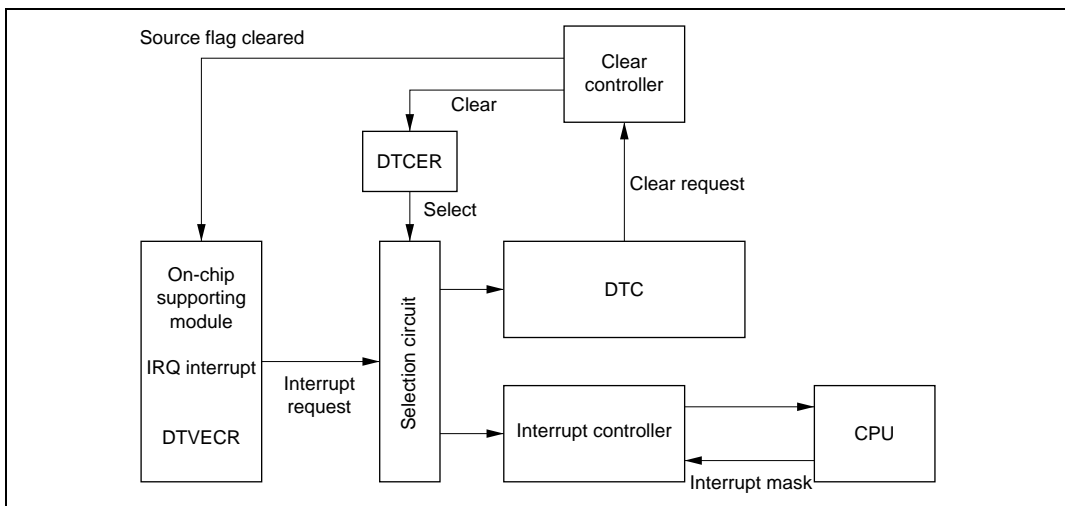 Source flag cleared
Clear
controller
Clear
DTCER
Clear request
Select
On-chip
supporting
module
IRQ interrupt
DTVECR
Interrupt
request
Selection circuit
DTC
Interrupt controller
CPU
Interrupt mask